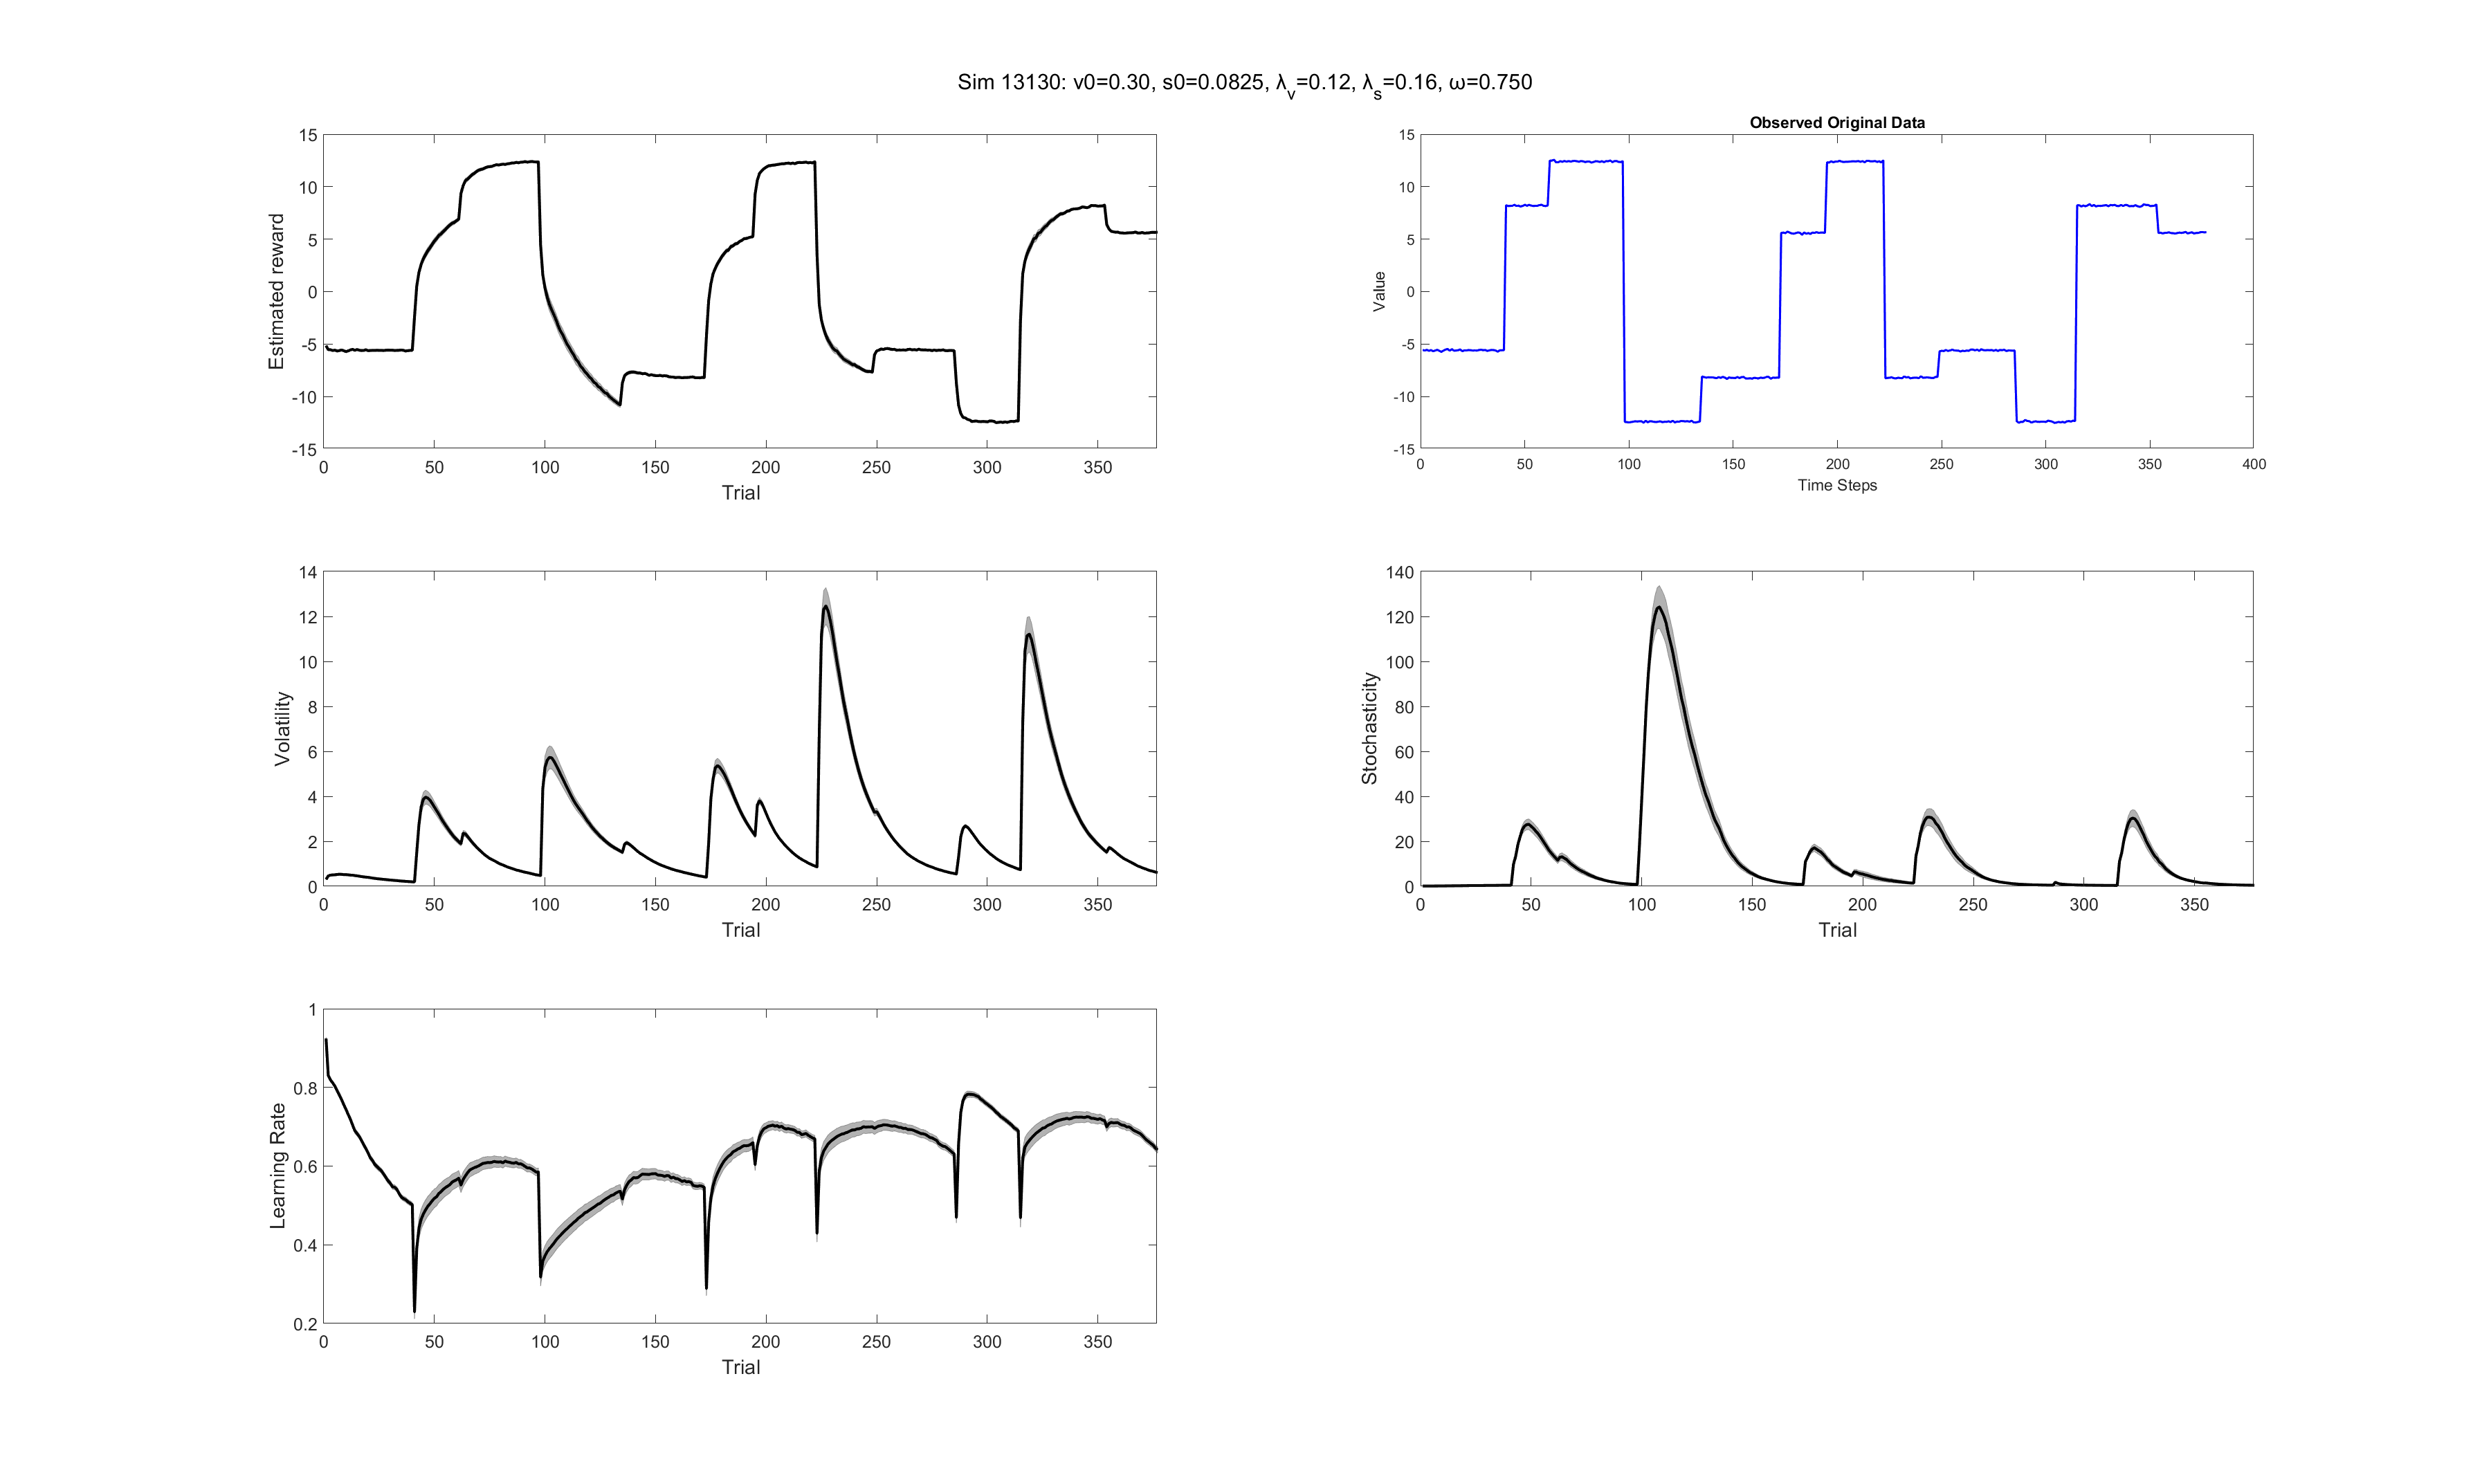 Sim 13130: v0=0.30, s0=0.0825, λv=0.12, λs=0.16, ω=0.750
15
10
5
0
-5
-10
-15
0 50 100 150 200 250 300 350
Estimated reward
Trial
Observed Original Data
15
10
5
0
-5
-10
-15
0 50 100 150 200 250 300 350 400
Value
Time Steps
14
12
10
8
6
4
2
0
0 50 100 150 200 250 300 350
Volatility
Trial
140
120
100
80
60
40
20
0
0 50 100 150 200 250 300 350
Stochasticity
Trial
1
0.8
0.6
0.4
0.2
0 50 100 150 200 250 300 350
Learning Rate
Trial